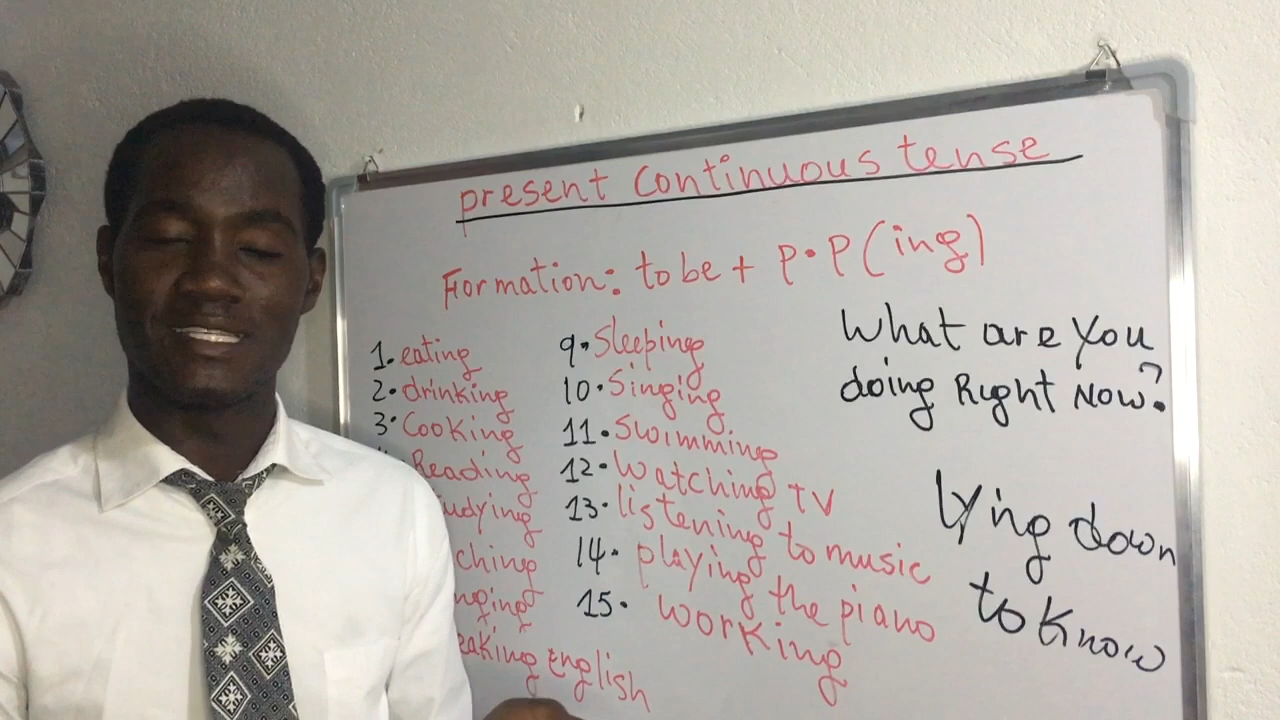 present continuous tense
Formation: to be + p.p (ing)
1. eating
2. drinking
3. Cooking
Reading
udying
ching
nging
eaking English
9. Sleeping
10. Singing
11. Swimming
12. Watching TV
13. listening to music
14. playing the piano
15. working
What are You
doing Right Now?
lying down
to Know